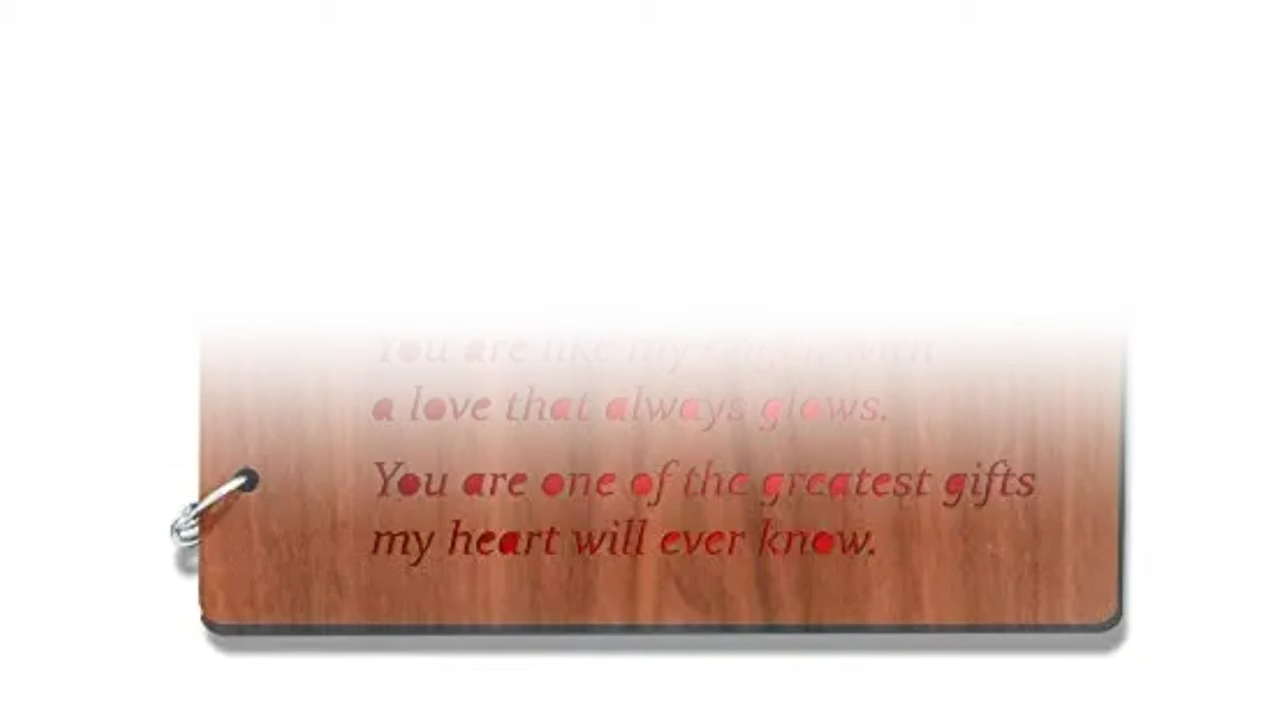 You are like my with
a love that always glows.
You are one of the greatest gifts
my heart will ever know.